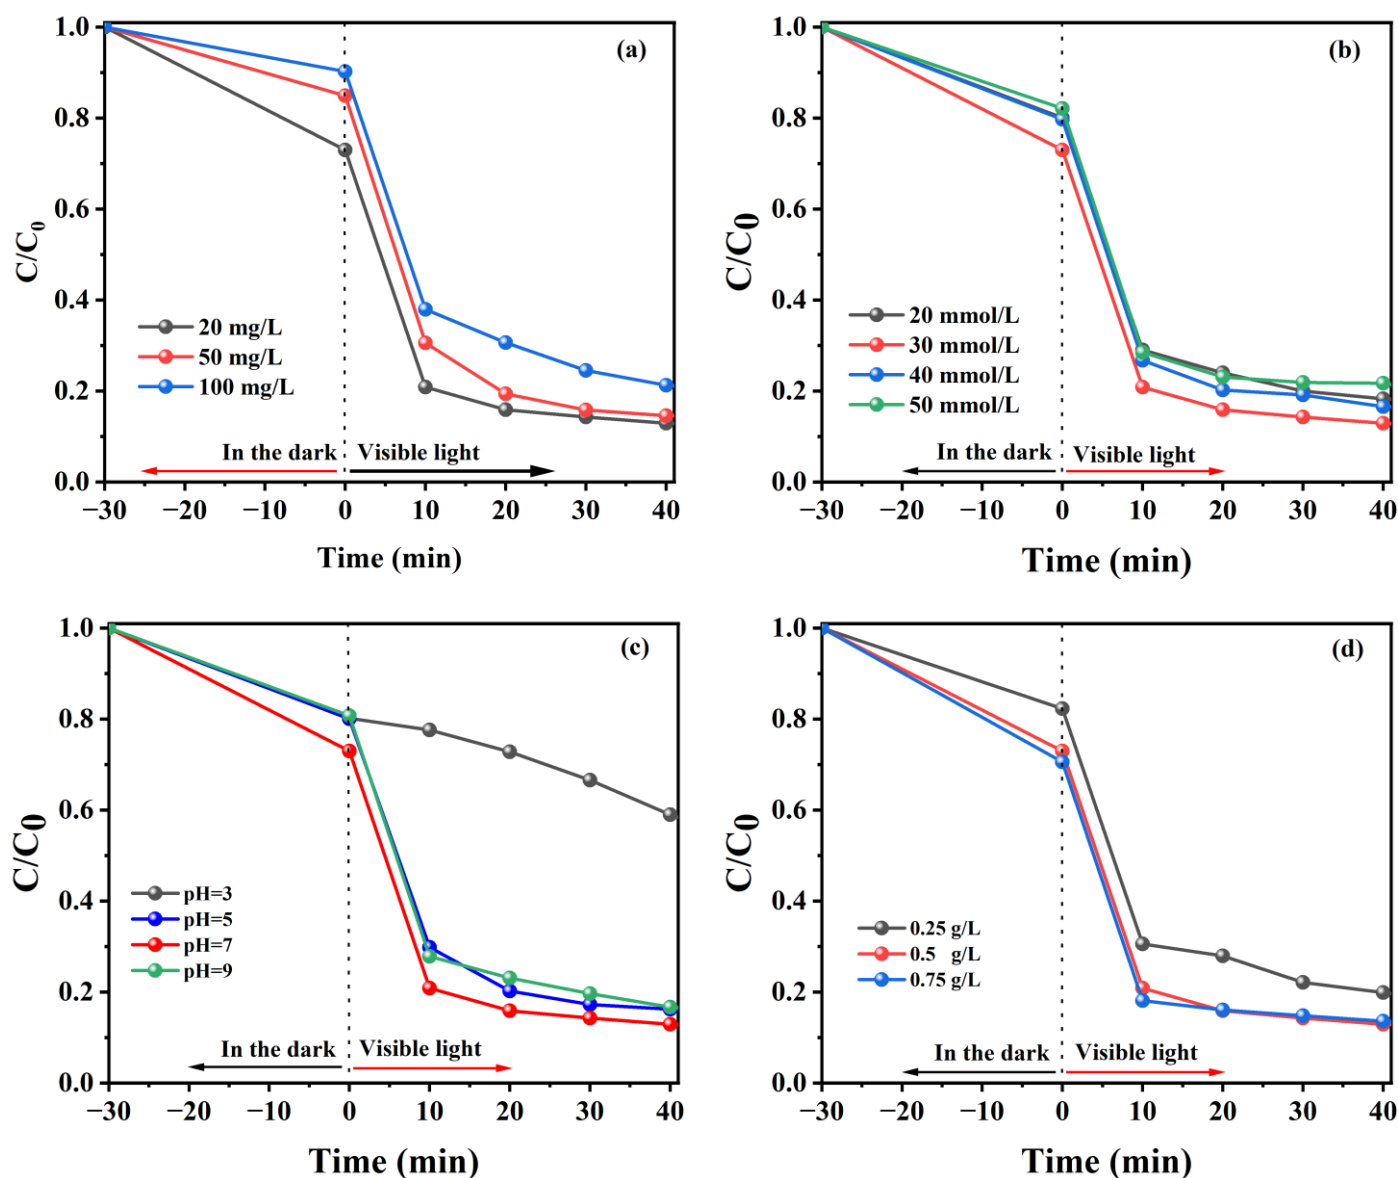 (a)
1.0
0.8
0.6
0.4
0.2
0.0
C/C0
20 mg/L
50 mg/L
100 mg/L
In the dark
Visible light
−30 −20 −10 0 10 20 30 40
Time (min)
(b)
1.0
0.8
0.6
0.4
0.2
0.0
C/C0
20 mmol/L
30 mmol/L
40 mmol/L
50 mmol/L
In the dark
Visible light
−30 −20 −10 0 10 20 30 40
Time (min)
(c)
1.0
0.8
0.6
0.4
0.2
0.0
C/C0
pH=3
pH=5
pH=7
pH=9
In the dark
Visible light
−30 −20 −10 0 10 20 30 40
Time (min)
(d)
1.0
0.8
0.6
0.4
0.2
0.0
C/C0
0.25 g/L
0.5 g/L
0.75 g/L
In the dark
Visible light
−30 −20 −10 0 10 20 30 40
Time (min)